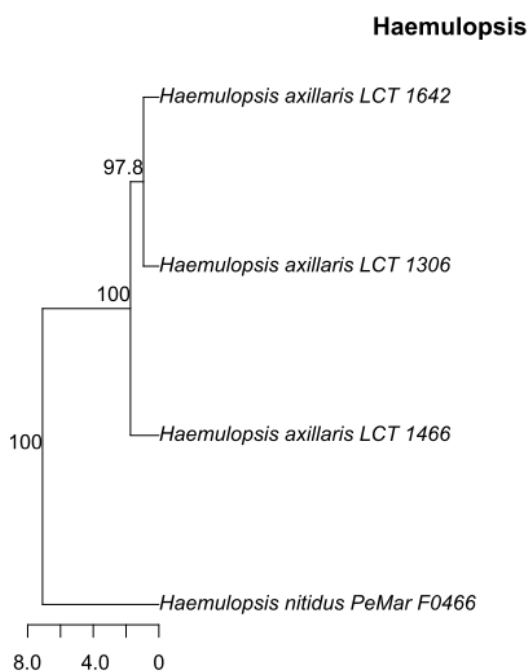 Haemulopsis
Haemulopsis axillaris LCT 1642
97.8
Haemulopsis axillaris LCT 1306
100
Haemulopsis axillaris LCT 1466
100
Haemulopsis nitidus PeMar F0466
8.0 4.0 0